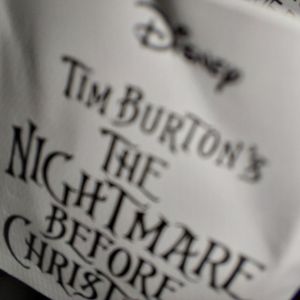 Disney
TIM BURTON'S
THE
NIGHTMARE
BEFORE
CHRIST